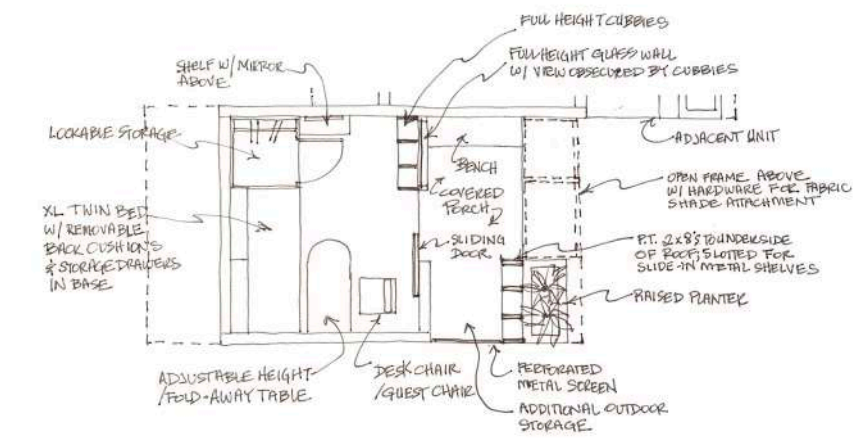 FULL HEIGHT CUBBIES
FULL HEIGHT GLASS WALL
W/ VIEW OBSCURED BY CUBBIES
SHELF W/ MIRROR
ABOVE
LOCKABLE STORAGE
ADJACENT UNIT
BENCH
COVERED
PORCH
OPEN FRAME ABOVE
W/ HARDWARE FOR FABRIC
SHADE ATTACHMENT
XL TWIN BED
W/ REMOVABLE
BACK CUSHIONS
& STORAGE DRAWERS
IN BASE
SLIDING
DOOR
P.T. 2x8'S TO UNDERSIDE
OF ROOF, SLOTTED FOR
SLIDE-IN METAL SHELVES
RAISED PLANTER
ADJUSTABLE HEIGHT
/FOLD-AWAY TABLE
DESK CHAIR
/GUEST CHAIR
PERFORATED
METAL SCREEN
ADDITIONAL OUTDOOR
STORAGE